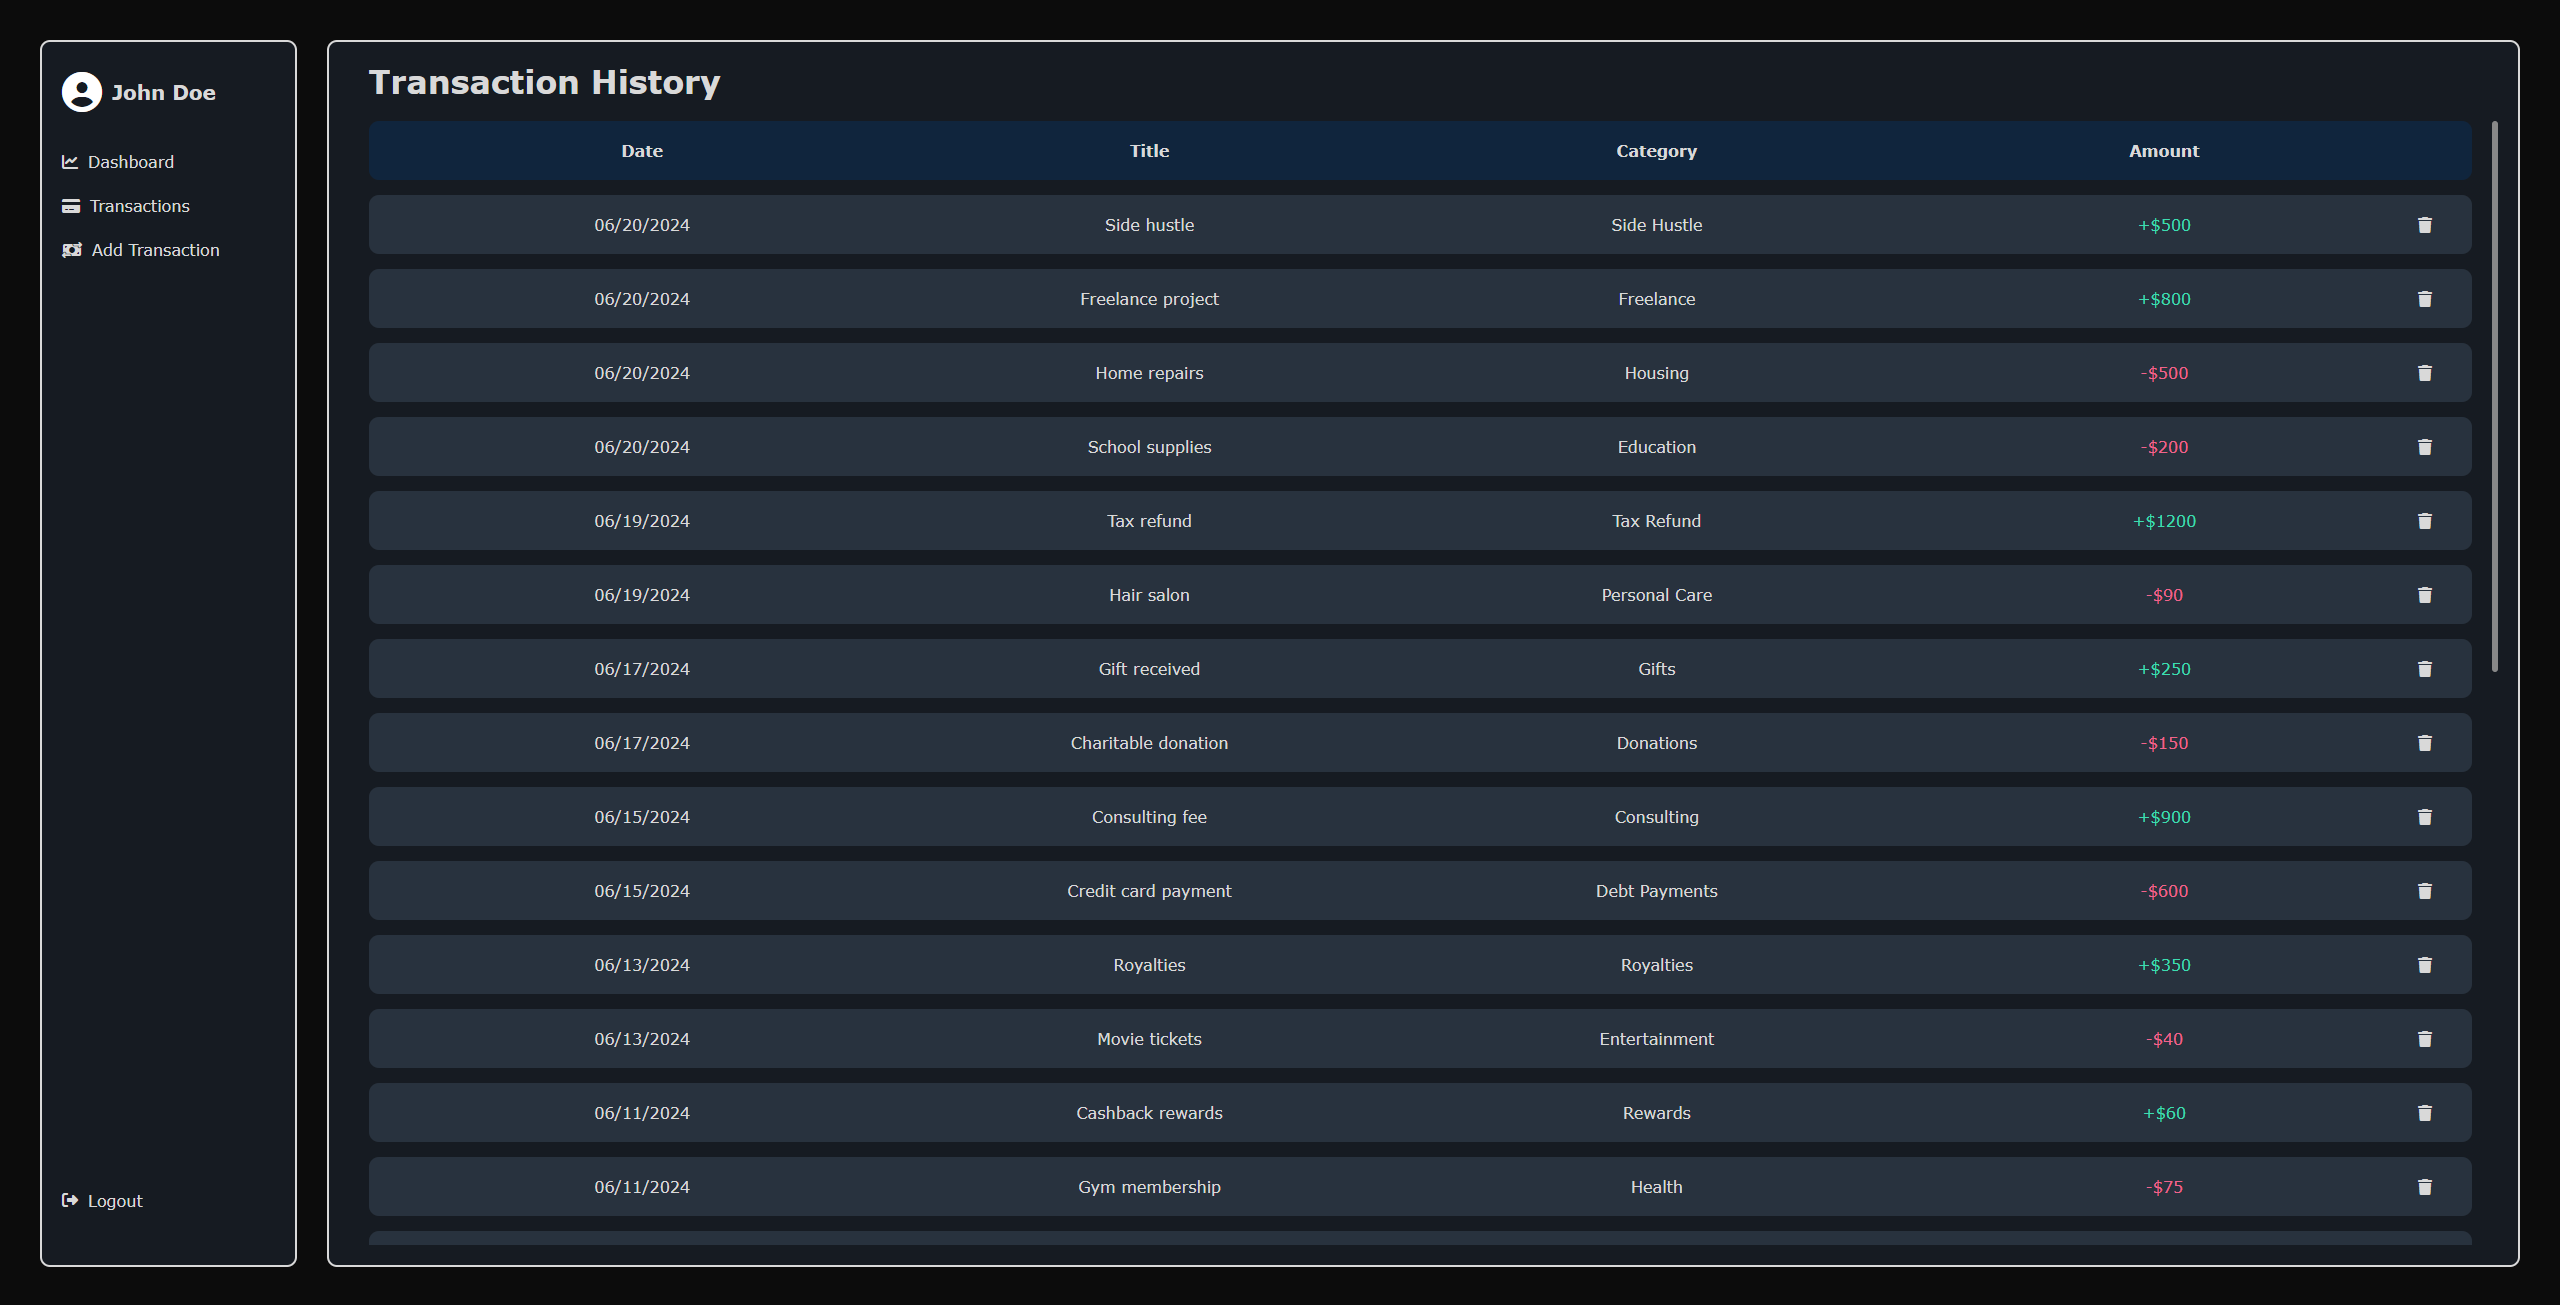 John Doe
Dashboard
Transactions
Add Transaction
Logout
Transaction History
Date Title Category Amount
06/20/2024 Side hustle Side Hustle +$500
06/20/2024 Freelance project Freelance +$800
06/20/2024 Home repairs Housing -$500
06/20/2024 School supplies Education -$200
06/19/2024 Tax refund Tax Refund +$1200
06/19/2024 Hair salon Personal Care -$90
06/17/2024 Gift received Gifts +$250
06/17/2024 Charitable donation Donations -$150
06/15/2024 Consulting fee Consulting +$900
06/15/2024 Credit card payment Debt Payments -$600
06/13/2024 Royalties Royalties +$350
06/13/2024 Movie tickets Entertainment -$40
06/11/2024 Cashback rewards Rewards +$60
06/11/2024 Gym membership Health -$75